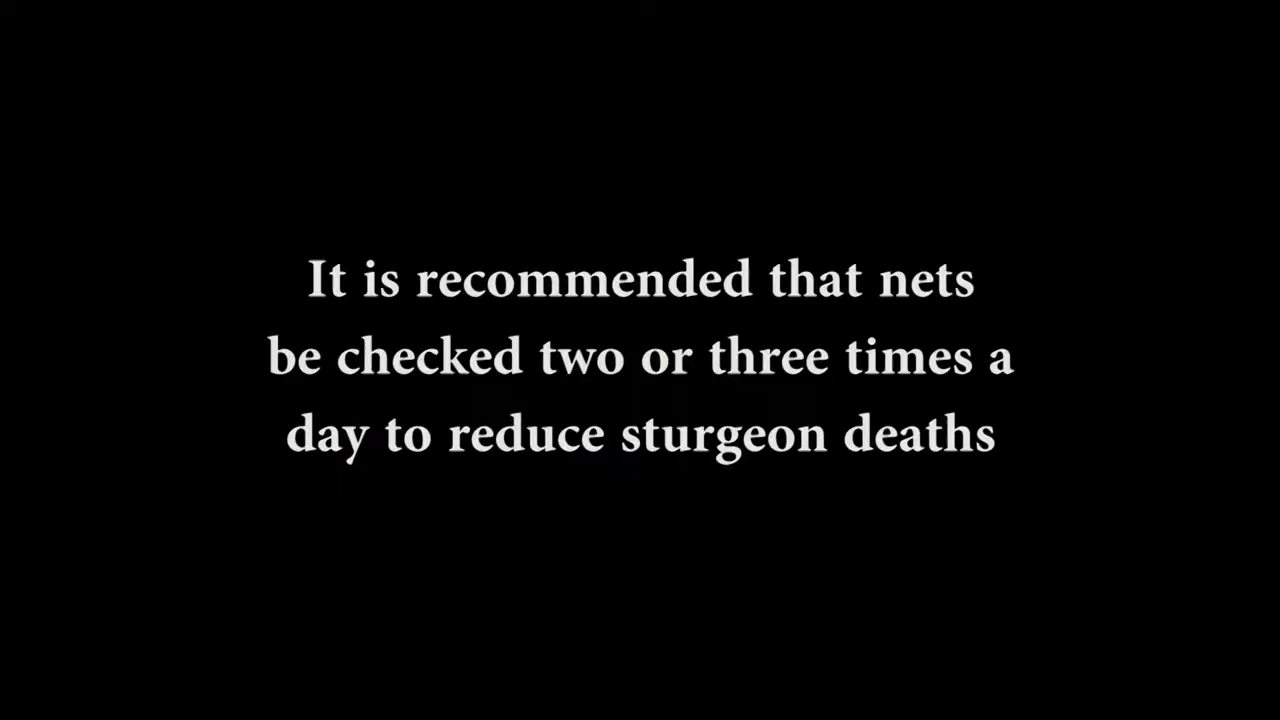 It is recommended that nets
be checked two or three times a
day to reduce sturgeon deaths